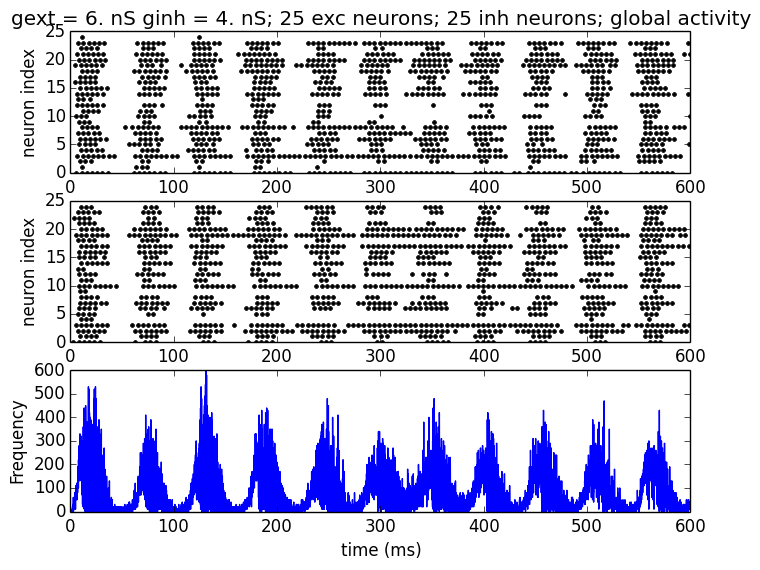 gext = 6. nS ginh = 4. nS; 25 exc neurons; 25 inh neurons; global activity
25
20
15
10
5
0
neuron index
0 100 200 300 400 500 600
25
20
15
10
5
0
neuron index
0 100 200 300 400 500 600
600
500
400
300
200
100
0
Frequency
0 100 200 300 400 500 600
time (ms)